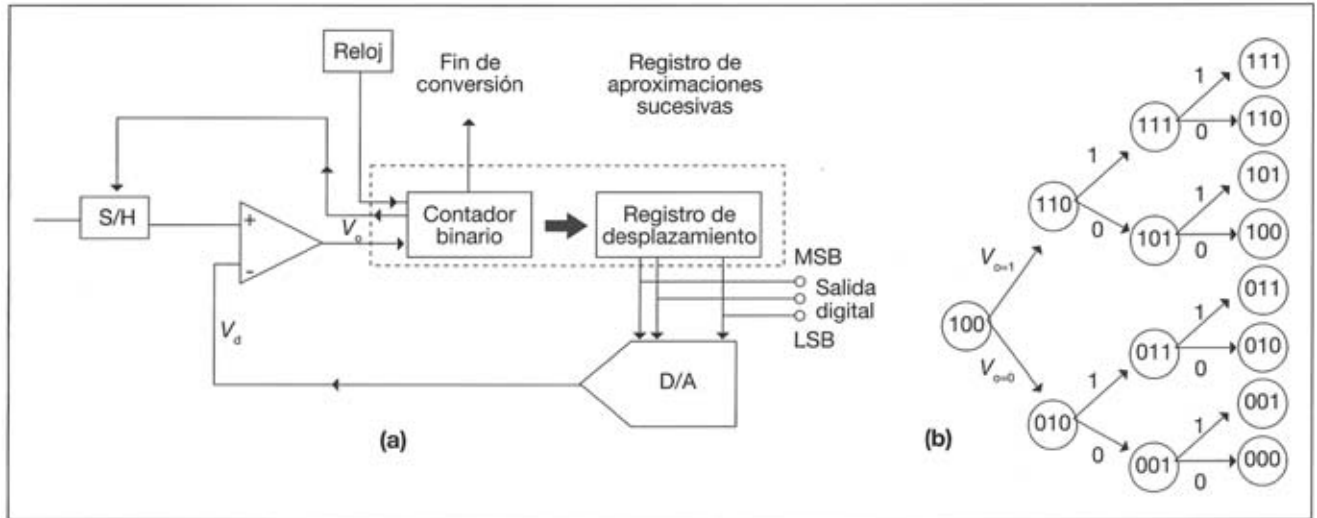 Reloj
Fin de
conversión
Registro de
aproximaciones
sucesivas
S/H
+
-
V_o
Contador
binario
Registro de
desplazamiento
MSB
Salida
digital
LSB
V_d
D/A
(a)
(b)
100
V_o=1
V_o=0
110
010
1
0
1
0
111
101
011
001
1
0
1
0
1
0
1
0
111
110
101
100
011
010
001
000